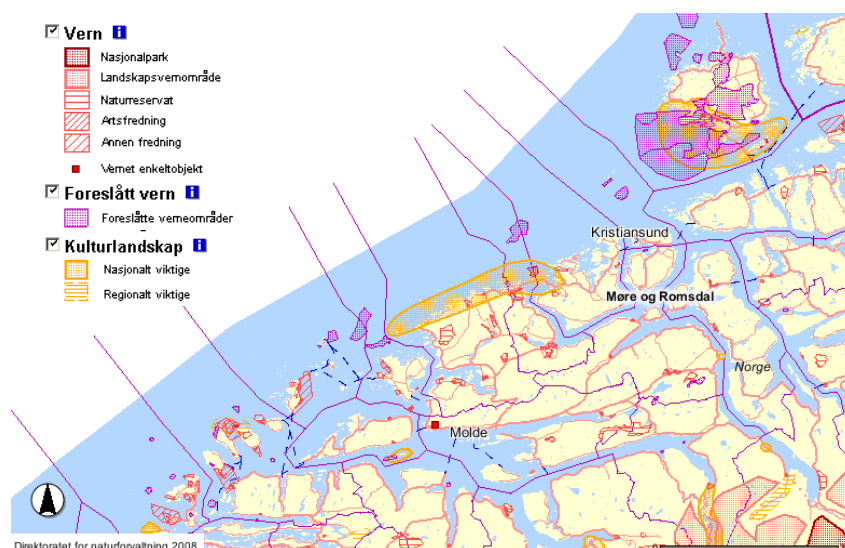 Vern i
Nasjonalpark
Landskapsvernområde
Naturreservat
Artsfredning
Annen fredning
Vernet enkeltobjekt
Foreslått vern i
Foreslåtte verneområder
Kulturlandskap i
Nasjonalt viktige
Regionalt viktige
Kristiansund
Møre og Romsdal
Norge
Molde
Direktoratet for naturforvaltning 2008